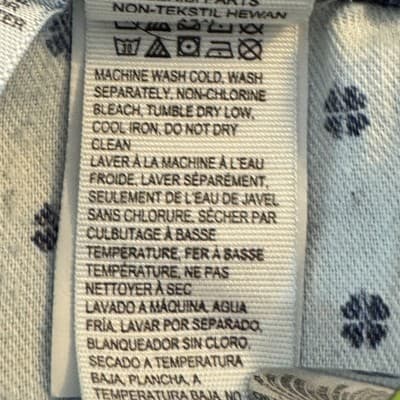 PARTS
NON-TEKSTIL HEWAN
MACHINE WASH COLD, WASH
SEPARATELY, NON-CHLORINE
BLEACH, TUMBLE DRY LOW,
COOL IRON, DO NOT DRY
CLEAN
LAVER À LA MACHINE À L'EAU
FROIDE, LAVER SÉPARÉMENT,
SEULEMENT DE L'EAU DE JAVEL
SANS CHLORURE, SÉCHER PAR
CULBUTAGE À BASSE
TEMPÉRATURE, FER À BASSE
TEMPÉRATURE, NE PAS
NETTOYER À SEC
LAVADO A MÁQUINA, AGUA
FRÍA, LAVAR POR SEPARADO,
BLANQUEADOR SIN CLORO,
SECADO A TEMPERATURA
BAJA, PLANCHA, A
TEMPERATURA BAJA, NO